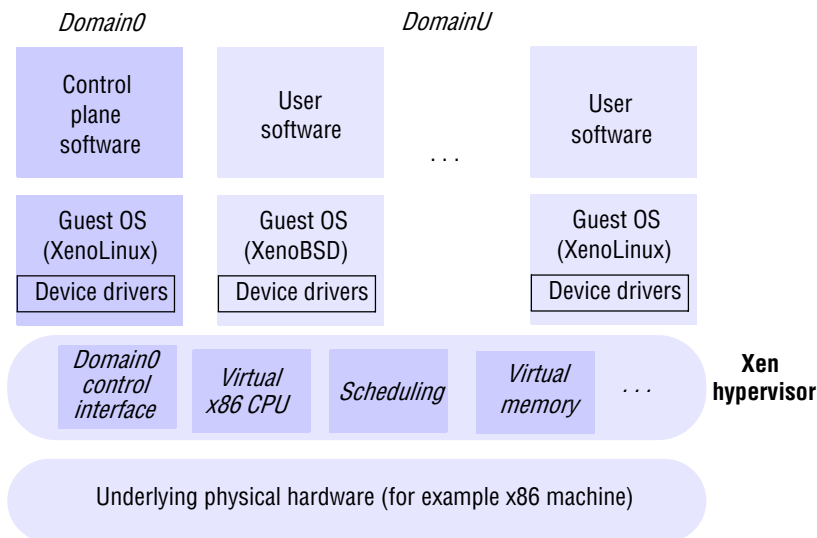 Domain0
DomainU
Control
plane
software
User
software
. . .
User
software
Guest OS
(XenoLinux)
Device drivers
Guest OS
(XenoBSD)
Device drivers
Guest OS
(XenoLinux)
Device drivers
Domain0
control
interface
Virtual
x86 CPU
Scheduling
Virtual
memory
. . .
Xen
hypervisor
Underlying physical hardware (for example x86 machine)